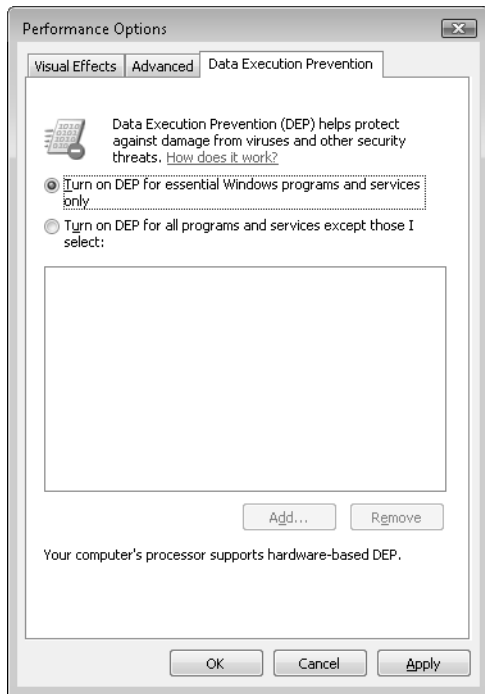 Performance Options
Visual Effects
Advanced
Data Execution Prevention
Data Execution Prevention (DEP) helps protect
against damage from viruses and other security
threats. How does it work?
Turn on DEP for essential Windows programs and services
only
Turn on DEP for all programs and services except those I
select:
Add...
Remove
Your computer's processor supports hardware-based DEP.
OK
Cancel
Apply